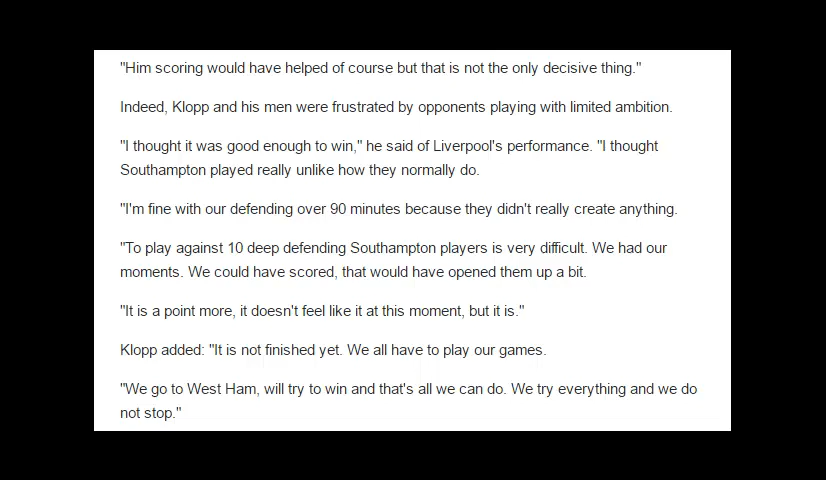 "Him scoring would have helped of course but that is not the only decisive thing."
Indeed, Klopp and his men were frustrated by opponents playing with limited ambition.
"I thought it was good enough to win," he said of Liverpool's performance. "I thought
Southampton played really unlike how they normally do.
"I'm fine with our defending over 90 minutes because they didn't really create anything.
"To play against 10 deep defending Southampton players is very difficult. We had our
moments. We could have scored, that would have opened them up a bit.
"It is a point more, it doesn't feel like it at this moment, but it is."
Klopp added: "It is not finished yet. We all have to play our games.
"We go to West Ham, will try to win and that's all we can do. We try everything and we do
not stop."